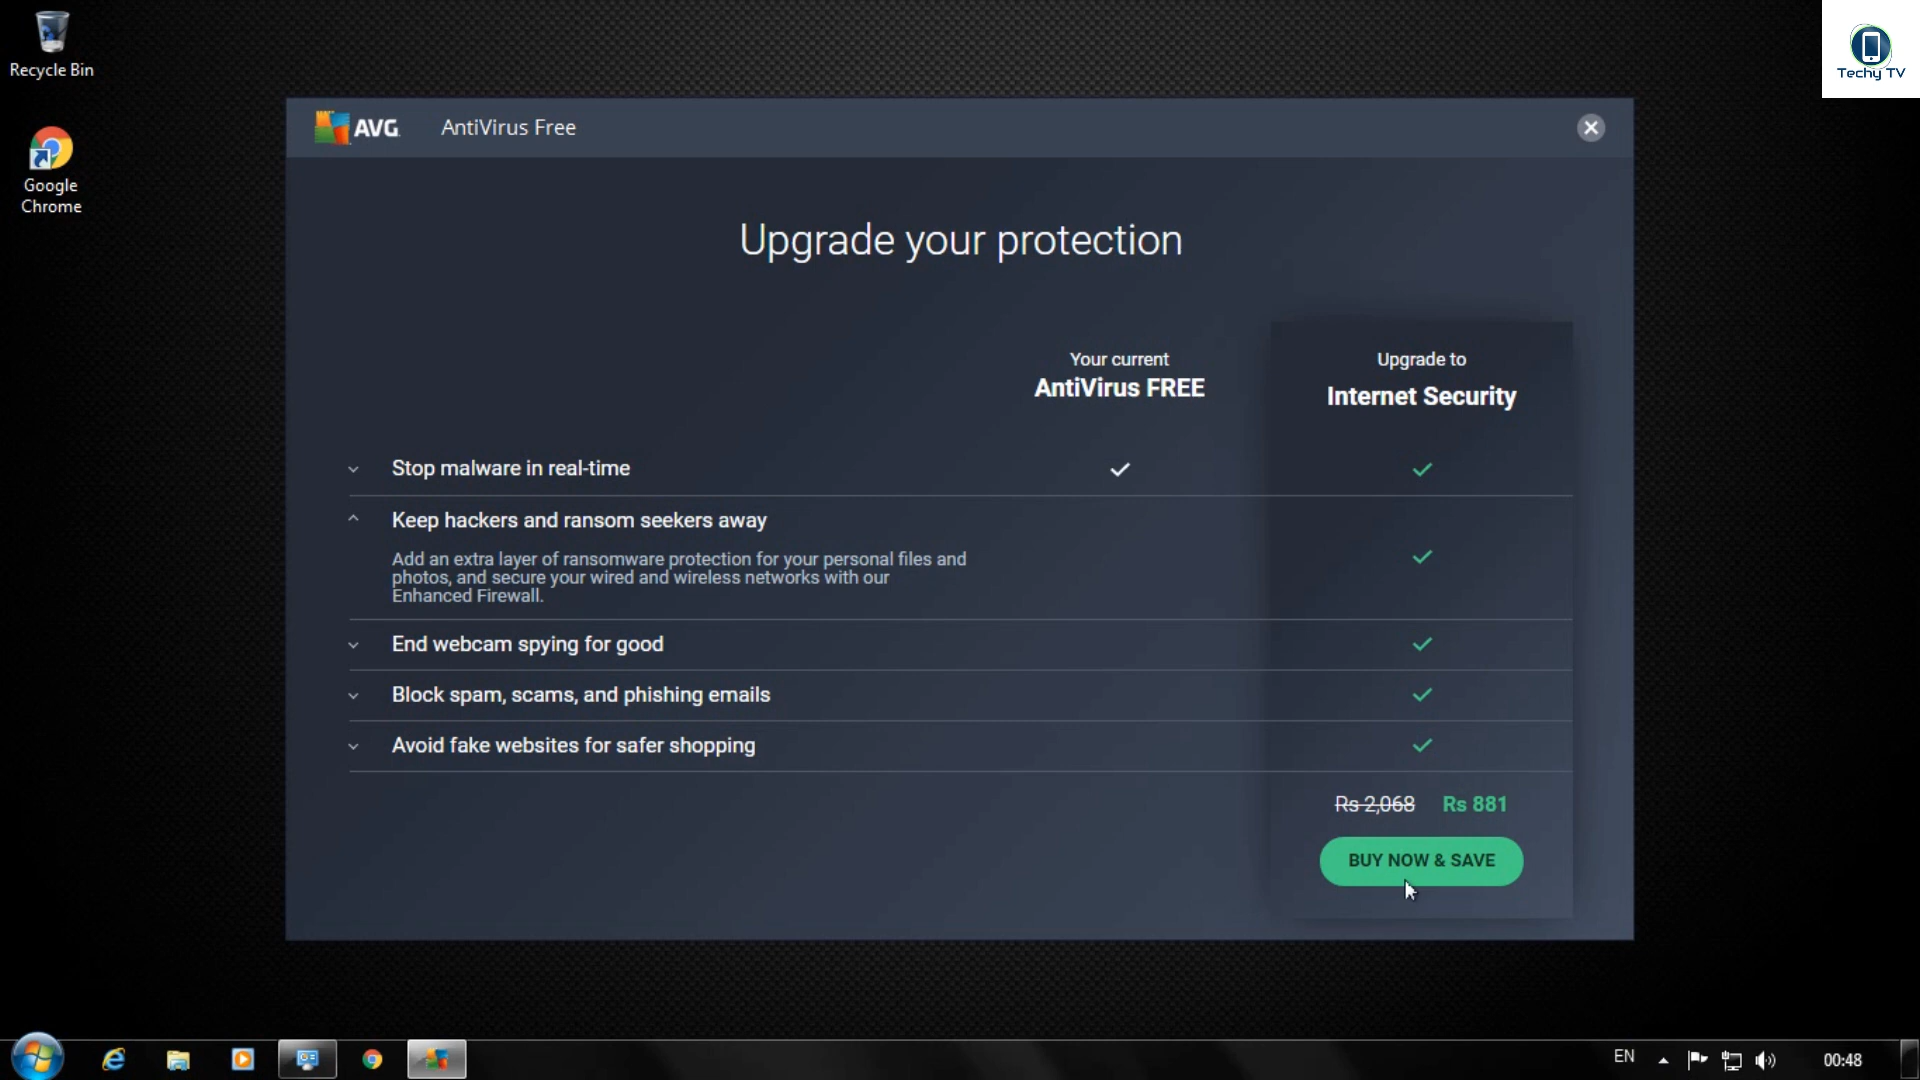 Recycle Bin
Techy TV
AVG AntiVirus Free
Google
Chrome
Upgrade your protection
Your current
AntiVirus FREE
Upgrade to
Internet Security
Stop malware in real-time
Keep hackers and ransom seekers away
Add an extra layer of ransomware protection for your personal files and
photos, and secure your wired and wireless networks with our
Enhanced Firewall.
End webcam spying for good
Block spam, scams, and phishing emails
Avoid fake websites for safer shopping
Rs 2,068 Rs 881
BUY NOW & SAVE
EN 00:48